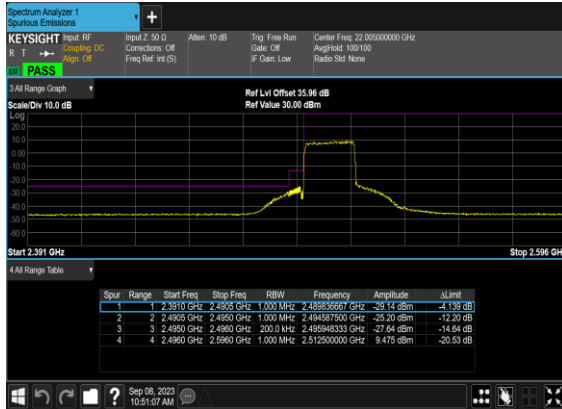 Spectrum Analyzer 1
Spurious Emissions
KEYSIGHT Input: RF
R T Coupling: DC
Align: Off
Input Z: 50 Ω
Corrections: Off
Freq Ref: Int (S)
Atten: 10 dB
Trig: Free Run
Gate: Off
IF Gain: Low
Center Freq: 22.005000000 GHz
Avg|Hold: 100/100
Radio Std: None
PASS
3 All Range Graph
Ref Lvl Offset 35.96 dB
Scale/Div 10.0 dB
Ref Value 30.00 dBm
Log
20.0
10.0
0.00
-10.0
-20.0
-30.0
-40.0
-50.0
-60.0
Start 2.391 GHz
Stop 2.596 GH
4 All Range Table
Spur Range Start Freq Stop Freq RBW Frequency Amplitude ΔLimit
1 1 2.3910 GHz 2.4905 GHz 1.000 MHz 2.489836667 GHz -29.14 dBm -4.139 dB
2 2 2.4905 GHz 2.4950 GHz 1.000 MHz 2.494587500 GHz -25.20 dBm -12.20 dB
3 3 2.4950 GHz 2.4960 GHz 200.0 kHz 2.495948333 GHz -27.64 dBm -14.64 dB
4 4 2.4960 GHz 2.5960 GHz 1.000 MHz 2.512500000 GHz 9.475 dBm -20.53 dB
?
Sep 08, 2023
10:51:07 AM